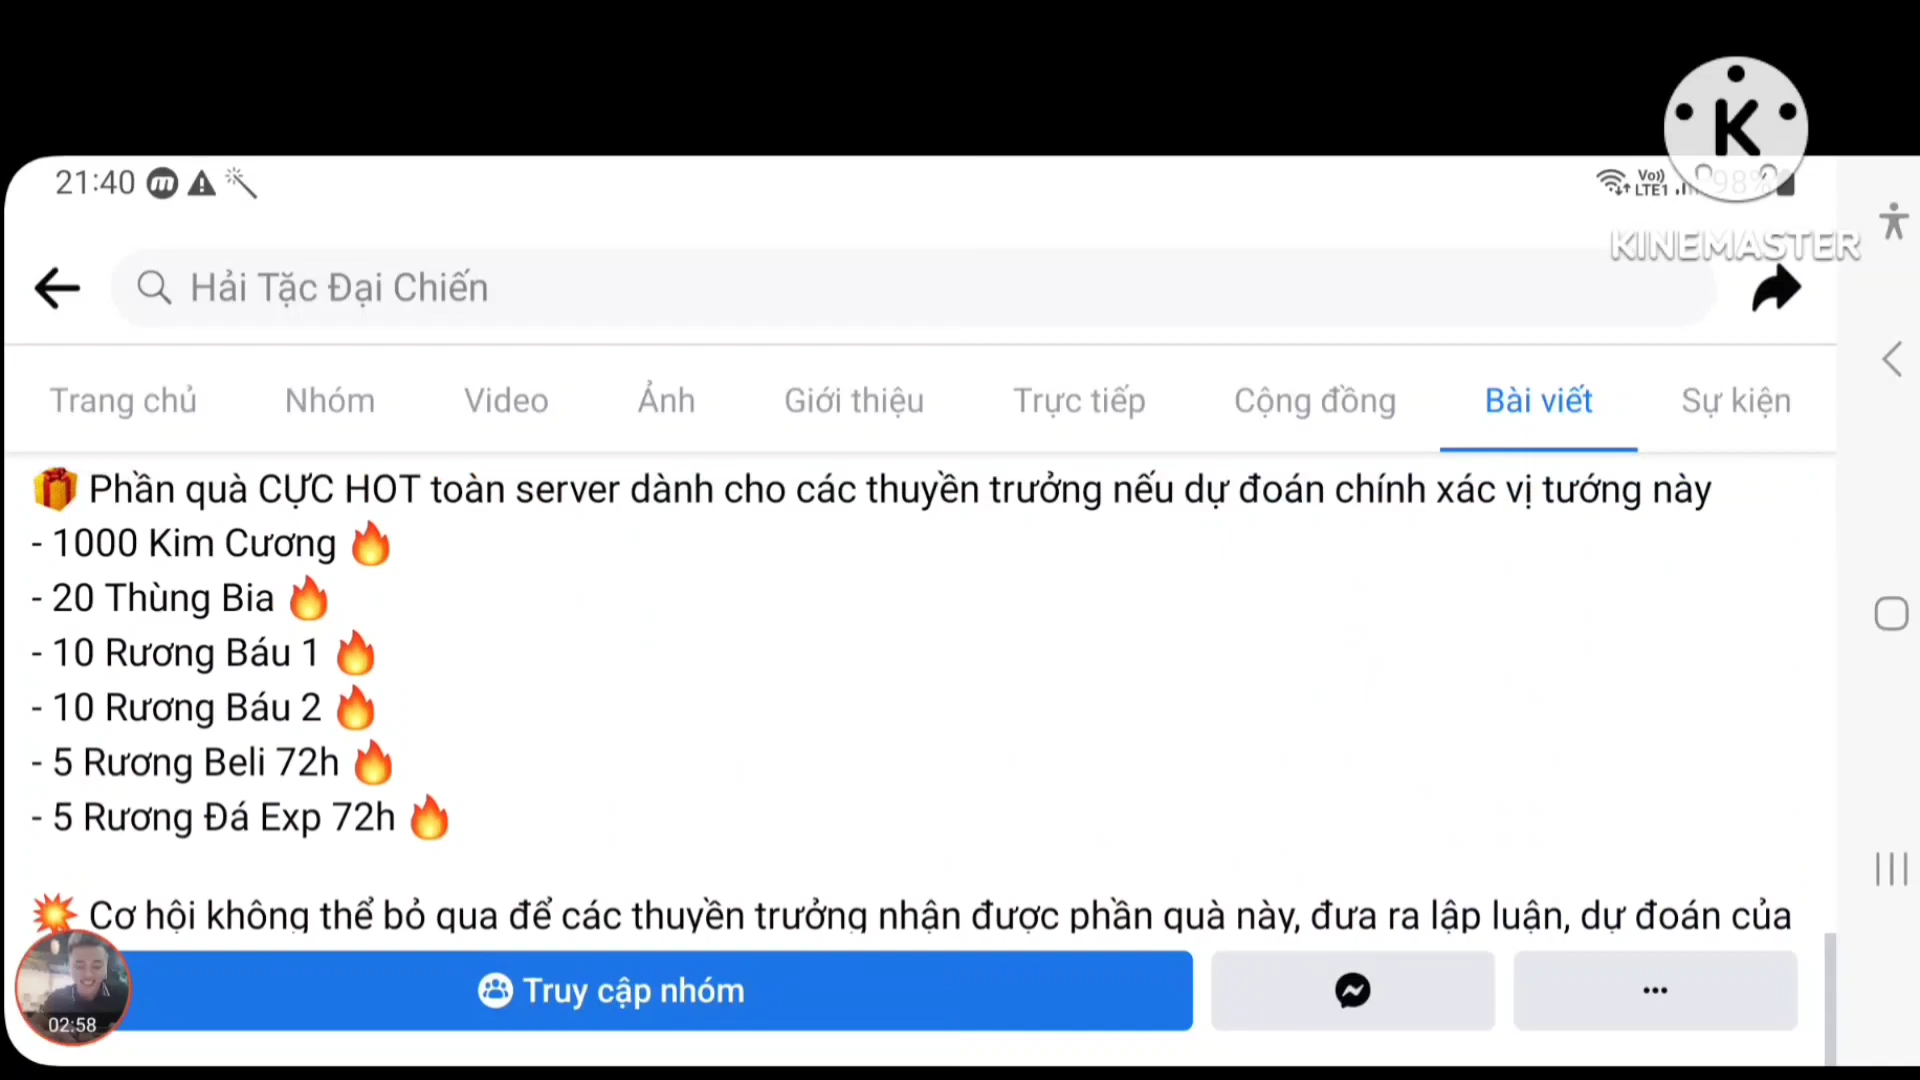 K
21:40
Vo))
LTE1
98%
KINEMASTER
Hải Tặc Đại Chiến
Trang chủ Nhóm Video Ảnh Giới thiệu Trực tiếp Cộng đồng Bài viết Sự kiện
🎁 Phần quà CỰC HOT toàn server dành cho các thuyền trưởng nếu dự đoán chính xác vị tướng này
- 1000 Kim Cương 🔥
- 20 Thùng Bia 🔥
- 10 Rương Báu 1 🔥
- 10 Rương Báu 2 🔥
- 5 Rương Beli 72h 🔥
- 5 Rương Đá Exp 72h 🔥
💥 Cơ hội không thể bỏ qua để các thuyền trưởng nhận được phần quà này, đưa ra lập luận, dự đoán của
Truy cập nhóm
02:58